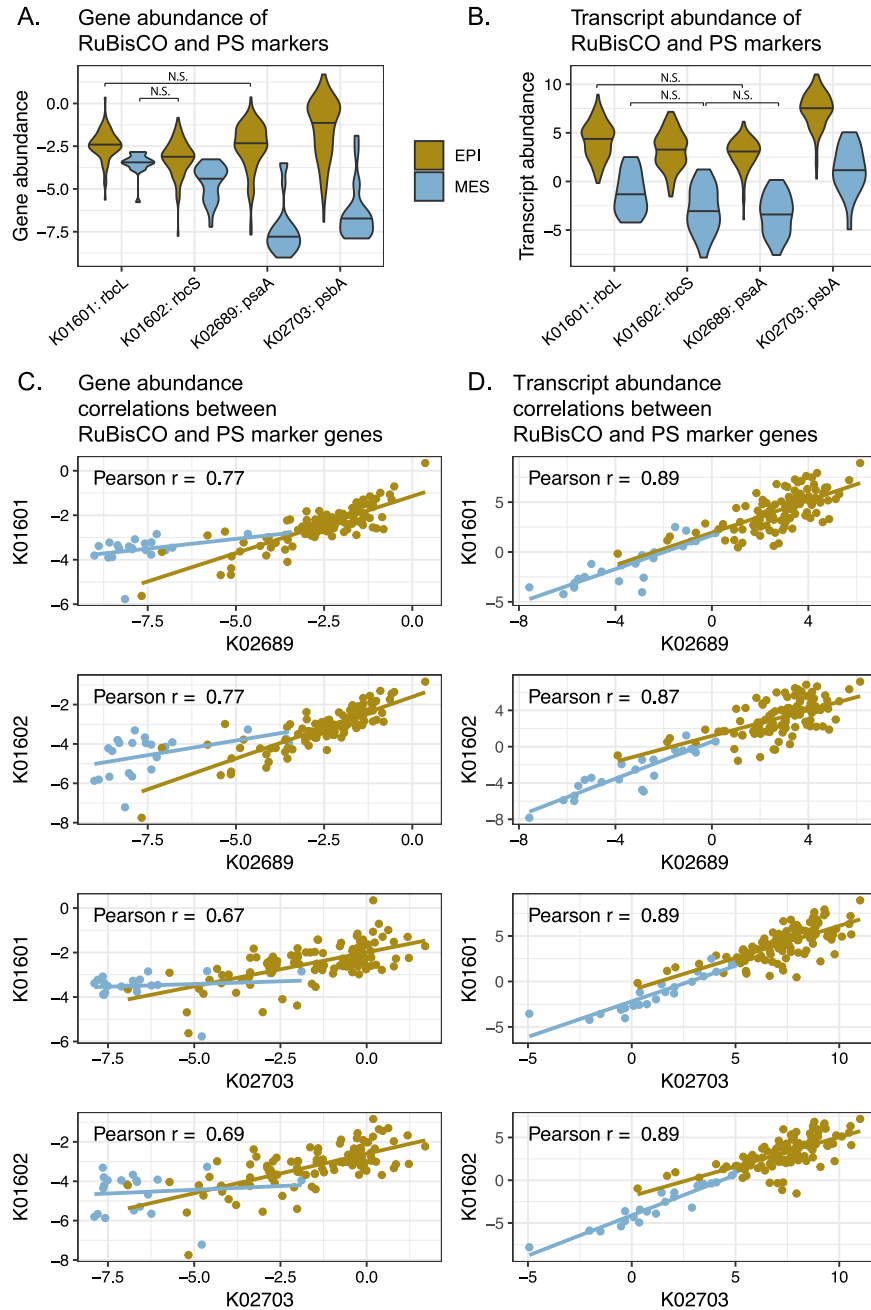 A. Gene abundance of
RuBisCO and PS markers
Gene abundance
0.0
−2.5
−5.0
−7.5
N.S.
N.S.
K01601: rbcL
K01602: rbcS
K02689: psaA
K02703: psbA
EPI
MES
B. Transcript abundance of
RuBisCO and PS markers
Transcript abundance
10
5
0
−5
N.S.
N.S.
N.S.
K01601: rbcL
K01602: rbcS
K02689: psaA
K02703: psbA
C. Gene abundance
correlations between
RuBisCO and PS marker genes
Pearson r = 0.77
K01601
0
−2
−4
−6
−7.5 −5.0 −2.5 0.0
K02689
Pearson r = 0.77
K01602
−2
−4
−6
−8
−7.5 −5.0 −2.5 0.0
K02689
Pearson r = 0.67
K01601
0
−2
−4
−6
−7.5 −5.0 −2.5 0.0
K02703
Pearson r = 0.69
K01602
−2
−4
−6
−8
−7.5 −5.0 −2.5 0.0
K02703
D. Transcript abundance
correlations between
RuBisCO and PS marker genes
Pearson r = 0.89
K01601
5
0
−5
−8 −4 0 4
K02689
Pearson r = 0.87
K01602
4
0
−4
−8
−8 −4 0 4
K02689
Pearson r = 0.89
K01601
5
0
−5
−5 0 5 10
K02703
Pearson r = 0.89
K01602
5
0
−5
−5 0 5 10
K02703